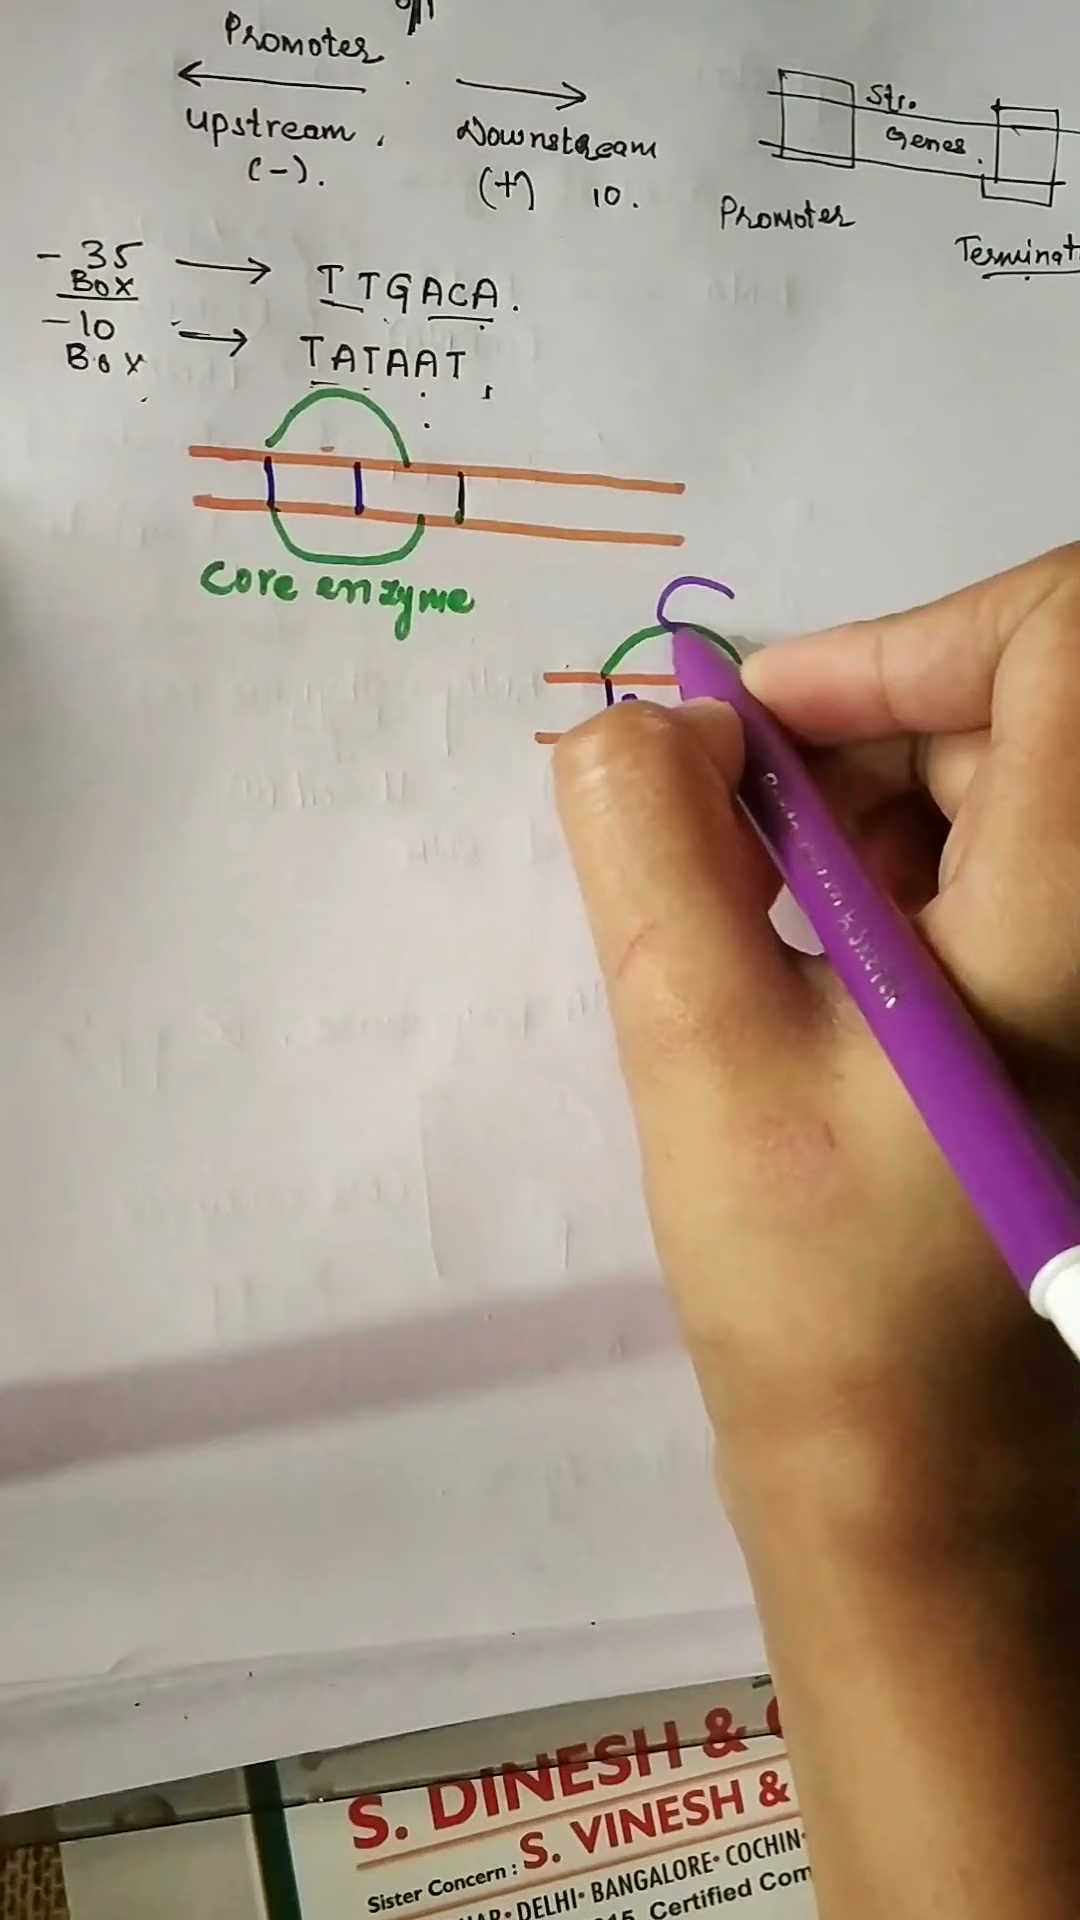 Promoter
upstream.
(-).
Downstream
(+) 10.
Str.
Genes.
Promoter
Terminat
- 35
Box
TTGACA.
-10
Box
TATAAT
core enzyme
S. DINESH &
S. VINESH &
Sister Concern :
DELHI• BANGALORE• COCHIN•
Certified Com